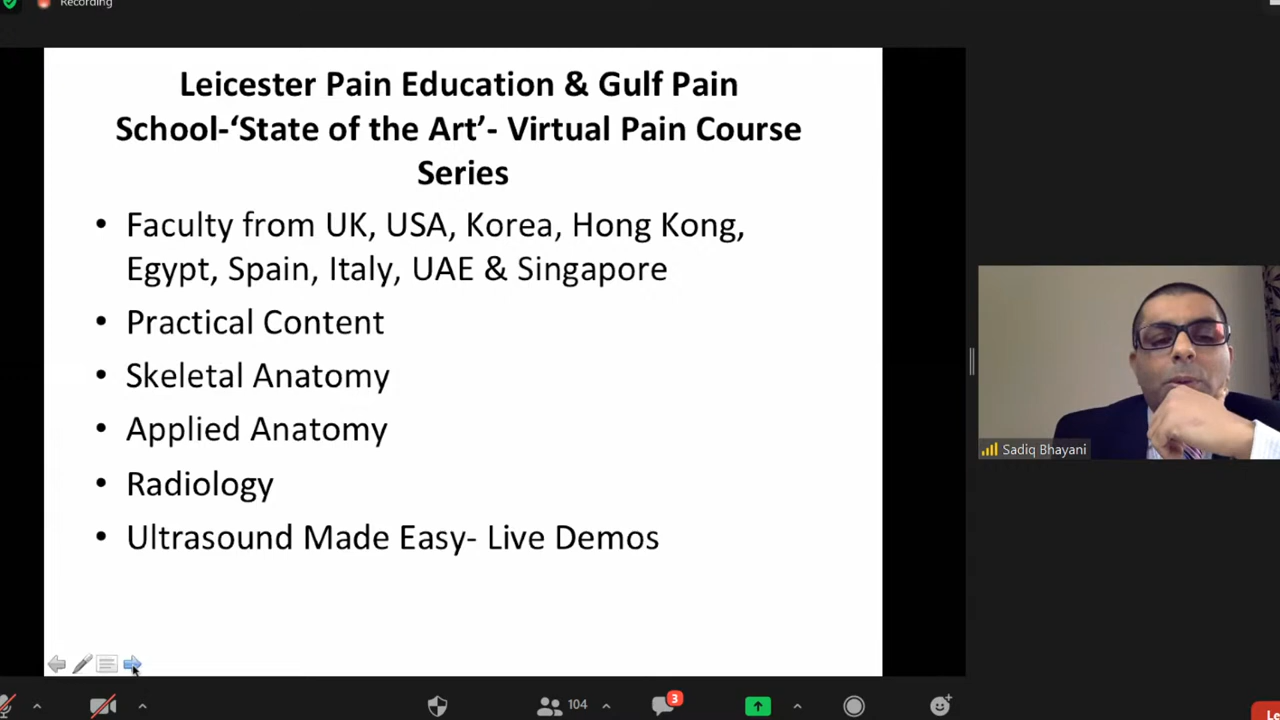 Recording
Leicester Pain Education & Gulf Pain
School-‘State of the Art’- Virtual Pain Course
Series
• Faculty from UK, USA, Korea, Hong Kong,
Egypt, Spain, Italy, UAE & Singapore
• Practical Content
• Skeletal Anatomy
• Applied Anatomy
• Radiology
• Ultrasound Made Easy- Live Demos
Sadiq Bhayani
104
3